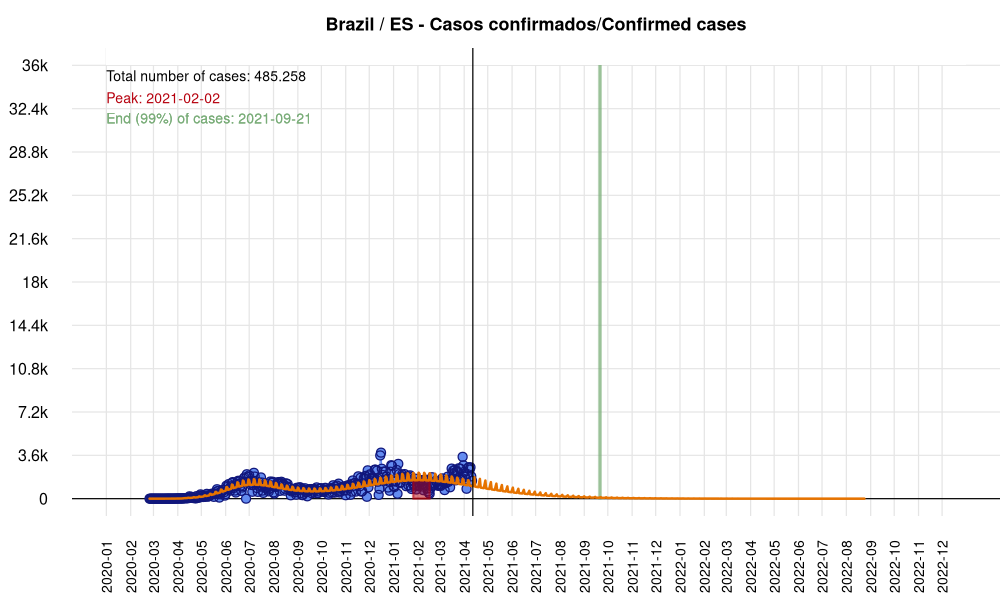 Brazil / ES - Casos confirmados/Confirmed cases
36k
Total number of cases: 485.258
Peak: 2021-02-02
32.4k
End (99%) of cases: 2021-09-21
28.8k
25.2k
21.6k
18k
14.4k
10.8k
7.2k
3.6k
0
2020-01
2020-02
2020-03
2020-04
2020-05
2020-06
2020-07
2020-08
2020-09
2020-10
2020-11
2020-12
2021-01
2021-02
2021-03
2021-04
2021-05
2021-06
2021-07
2021-08
2021-09
2021-10
2021-11
2021-12
2022-01
2022-02
2022-03
2022-04
2022-05
2022-06
2022-07
2022-08
2022-09
2022-10
2022-11
2022-12